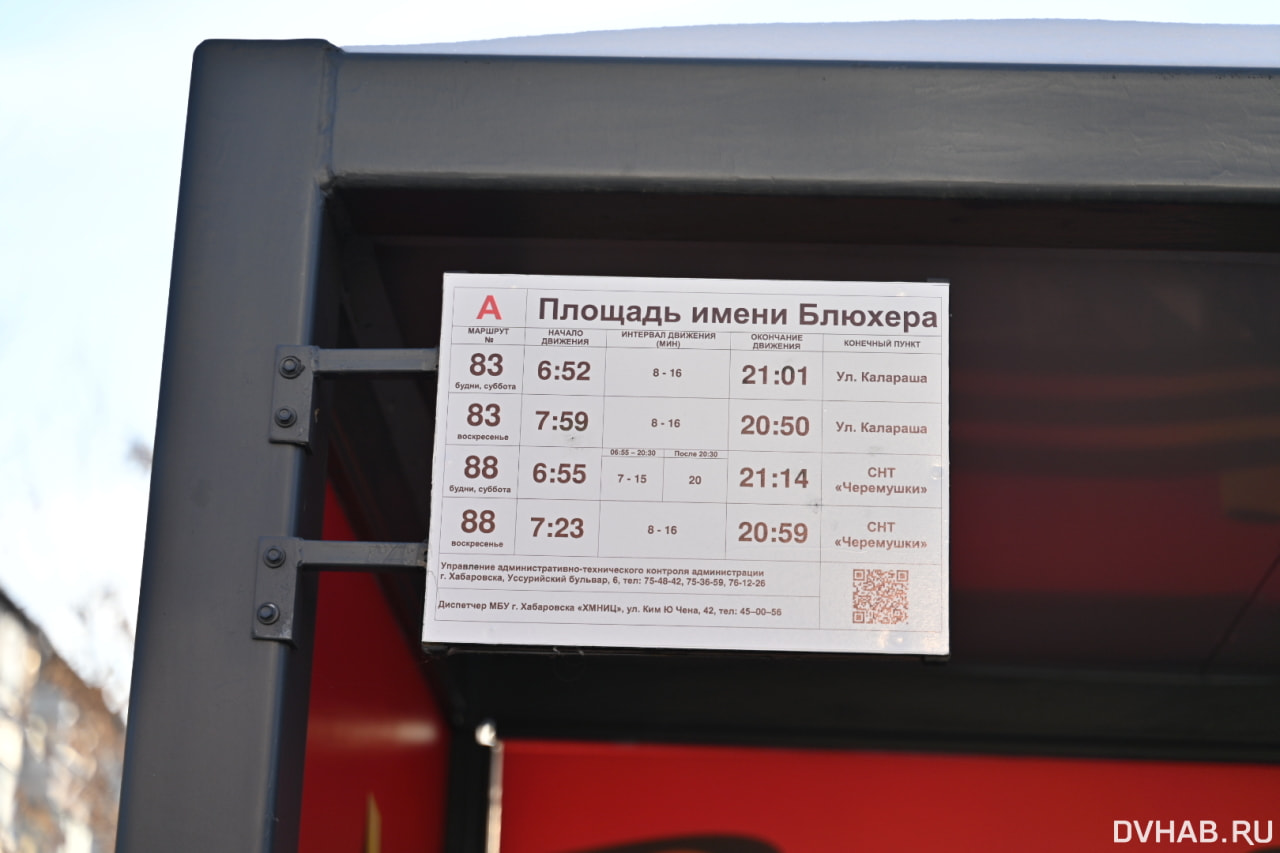 А Площадь имени Блюхера
МАРШРУТ № НАЧАЛО ДВИЖЕНИЯ ИНТЕРВАЛ ДВИЖЕНИЯ (МИН) ОКОНЧАНИЕ ДВИЖЕНИЯ КОНЕЧНЫЙ ПУНКТ
83 6:52 8 - 16 21:01 Ул. Калараша
будни, суббота
83 7:59 8 - 16 20:50 Ул. Калараша
воскресенье
06:55 – 20:30 После 20:30
88 6:55 7 - 15 20 21:14 СНТ «Черемушки»
будни, суббота
88 7:23 8 - 16 20:59 СНТ «Черемушки»
воскресенье
Управление административно-технического контроля администрации
г. Хабаровска, Уссурийский бульвар, 6, тел: 75-48-42, 75-36-59, 76-12-26
Диспетчер МБУ г. Хабаровска «ХМНИЦ», ул. Ким Ю Чена, 42, тел: 45–00–56
DVHAB.RU